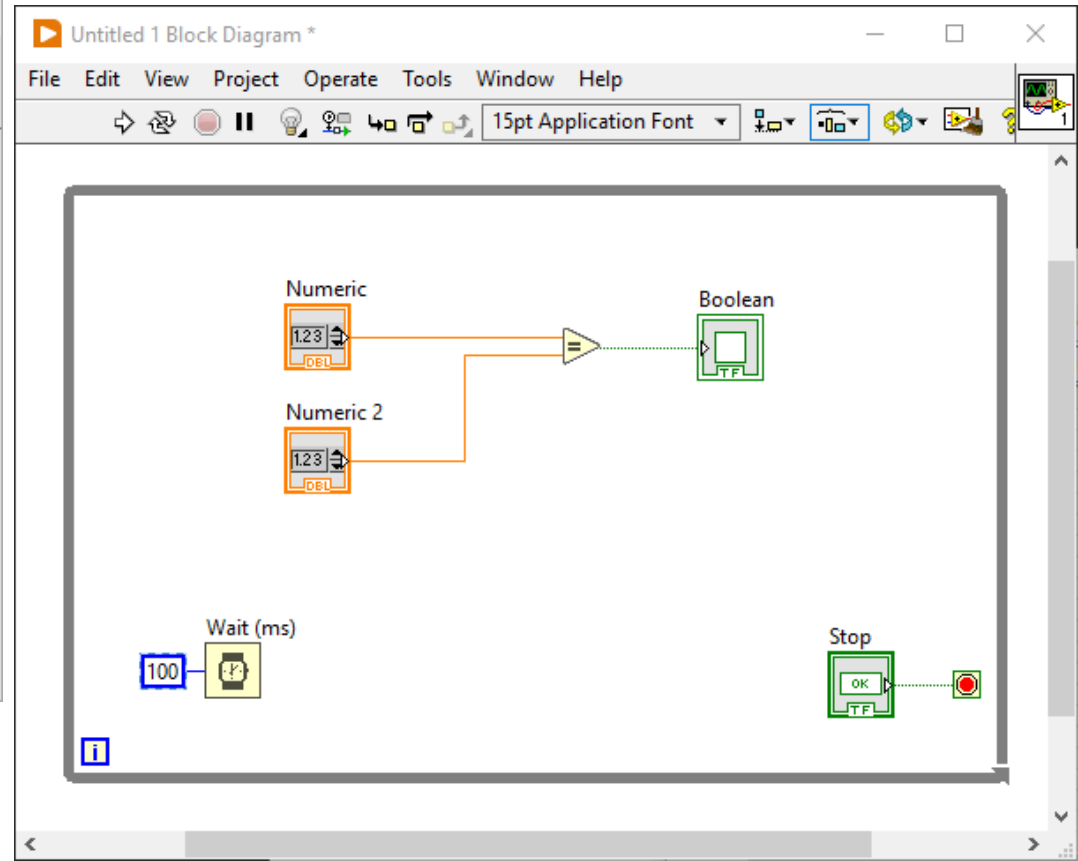 Untitled 1 Block Diagram *
File Edit View Project Operate Tools Window Help
15pt Application Font
1
Numeric
1.23
DBL
Boolean
TF
Numeric 2
1.23
DBL
Wait (ms)
100
Stop
OK
TF
i